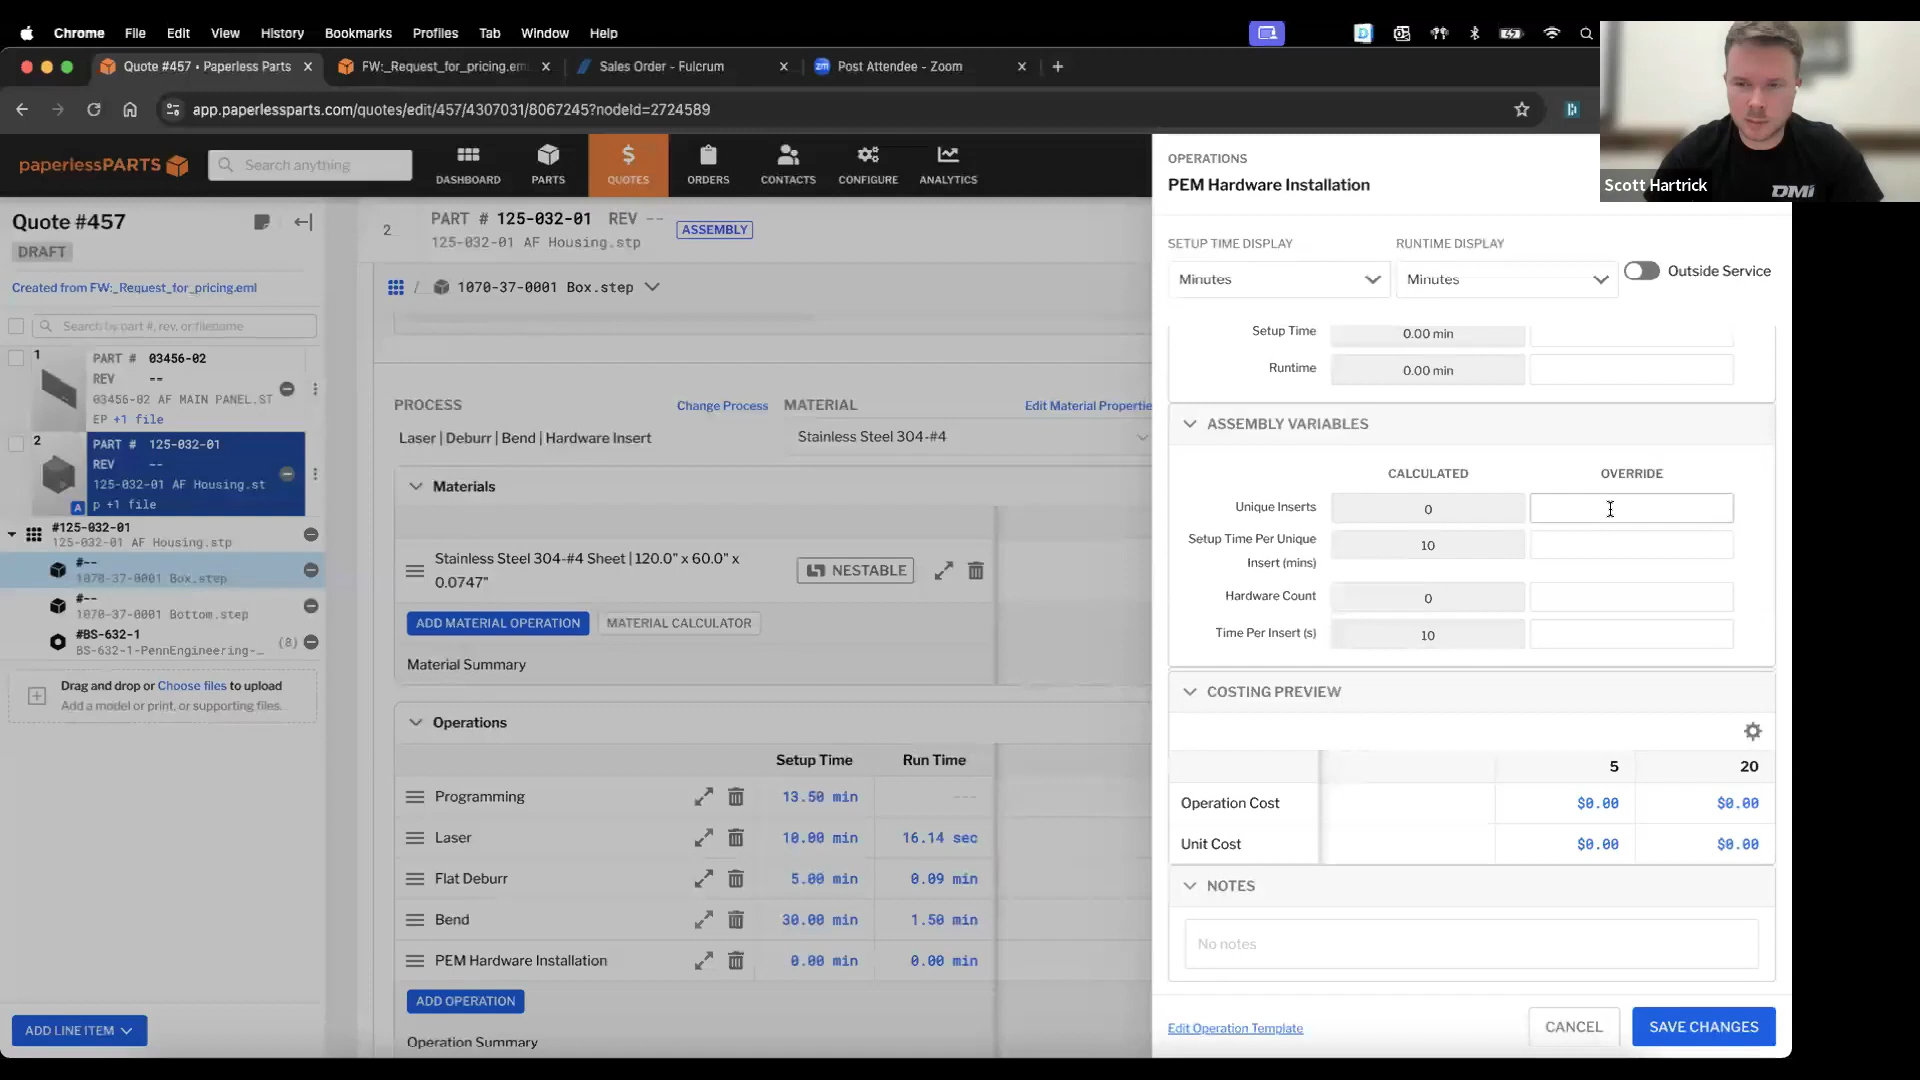 Chrome File Edit View History Bookmarks Profiles Tab Window Help
Quote #457 • Paperless Parts
FW:_Request_for_pricing.em
Sales Order - Fulcrum
Post Attendee - Zoom
app.paperlessparts.com/quotes/edit/457/4307031/8067245?nodeId=2724589
paperlessPARTS
Search anything
DASHBOARD
PARTS
QUOTES
ORDERS
CONTACTS
CONFIGURE
ANALYTICS
Scott Hartrick
DMi
Quote #457
DRAFT
Created from FW:_Request_for_pricing.eml
Search by part #, rev, or filename
1
PART # 03456-02
REV --
03456-02 AF MAIN PANEL.ST
EP +1 file
2
PART # 125-032-01
REV --
125-032-01 AF Housing.st
p +1 file
A
#125-032-01
125-032-01 AF Housing.stp
#--
1070-37-0001 Box.step
#--
1070-37-0001 Bottom.step
#BS-632-1
BS-632-1-PennEngineering-… (8)
Drag and drop or Choose files to upload
Add a model or print, or supporting files.
ADD LINE ITEM
2
PART # 125-032-01 REV --
125-032-01 AF Housing.stp
ASSEMBLY
/ 1070-37-0001 Box.step
PROCESS
Change Process
MATERIAL
Edit Material Propertie
Laser | Deburr | Bend | Hardware Insert
Stainless Steel 304-#4
Materials
Stainless Steel 304-#4 Sheet | 120.0" x 60.0" x
0.0747"
NESTABLE
ADD MATERIAL OPERATION
MATERIAL CALCULATOR
Material Summary
Operations
Setup Time Run Time
Programming 13.50 min ---
Laser 10.00 min 16.14 sec
Flat Deburr 5.00 min 0.09 min
Bend 30.00 min 1.50 min
PEM Hardware Installation 0.00 min 0.00 min
ADD OPERATION
Operation Summary
OPERATIONS
PEM Hardware Installation
SETUP TIME DISPLAY
RUNTIME DISPLAY
Minutes
Minutes
Outside Service
Setup Time 0.00 min
Runtime 0.00 min
ASSEMBLY VARIABLES
CALCULATED OVERRIDE
Unique Inserts 0
Setup Time Per Unique
Insert (mins)
10
Hardware Count 0
Time Per Insert (s) 10
COSTING PREVIEW
5 20
Operation Cost $0.00 $0.00
Unit Cost $0.00 $0.00
NOTES
No notes
Edit Operation Template
CANCEL
SAVE CHANGES